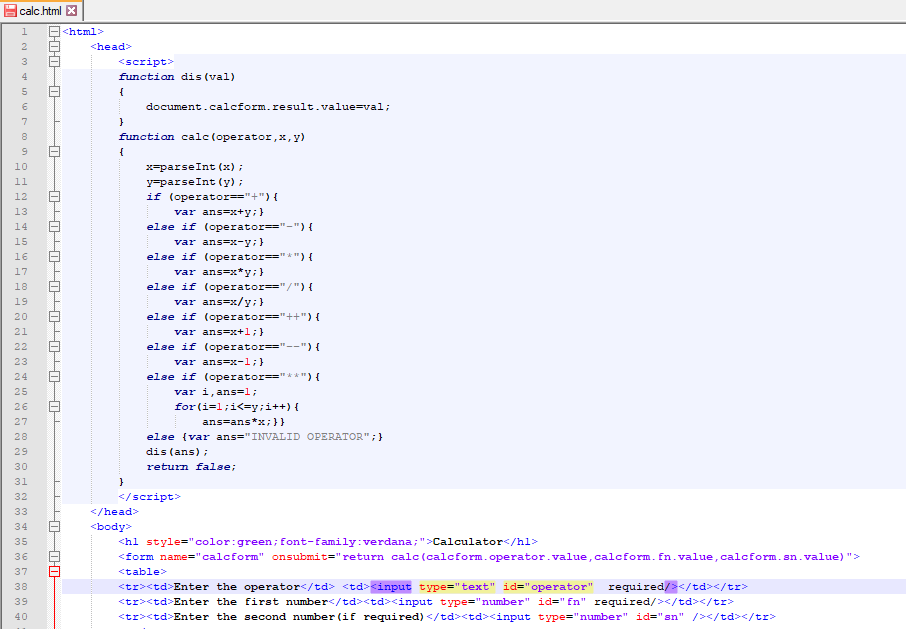 calc.html
1 <html>
2 <head>
3 <script>
4 function dis(val)
5 {
6 document.calcform.result.value=val;
7 }
8 function calc(operator,x,y)
9 {
10 x=parseInt(x);
11 y=parseInt(y);
12 if (operator=="+"){
13 var ans=x+y;}
14 else if (operator=="-"){
15 var ans=x-y;}
16 else if (operator=="*"){
17 var ans=x*y;}
18 else if (operator=="/"){
19 var ans=x/y;}
20 else if (operator=="++"){
21 var ans=x+1;}
22 else if (operator=="--"){
23 var ans=x-1;}
24 else if (operator=="**"){
25 var i,ans=1;
26 for(i=1;i<=y;i++){
27 ans=ans*x;}}
28 else {var ans="INVALID OPERATOR";}
29 dis(ans);
30 return false;
31 }
32 </script>
33 </head>
34 <body>
35 <h1 style="color:green;font-family:verdana;">Calculator</h1>
36 <form name="calcform" onsubmit="return calc(calcform.operator.value,calcform.fn.value,calcform.sn.value)">
37 <table>
38 <tr><td>Enter the operator</td> <td><input type="text" id="operator"  required/></td></tr>
39 <tr><td>Enter the first number</td><td><input type="number" id="fn" required/></td></tr>
40 <tr><td>Enter the second number(if required)</td><td><input type="number" id="sn" /></td></tr>